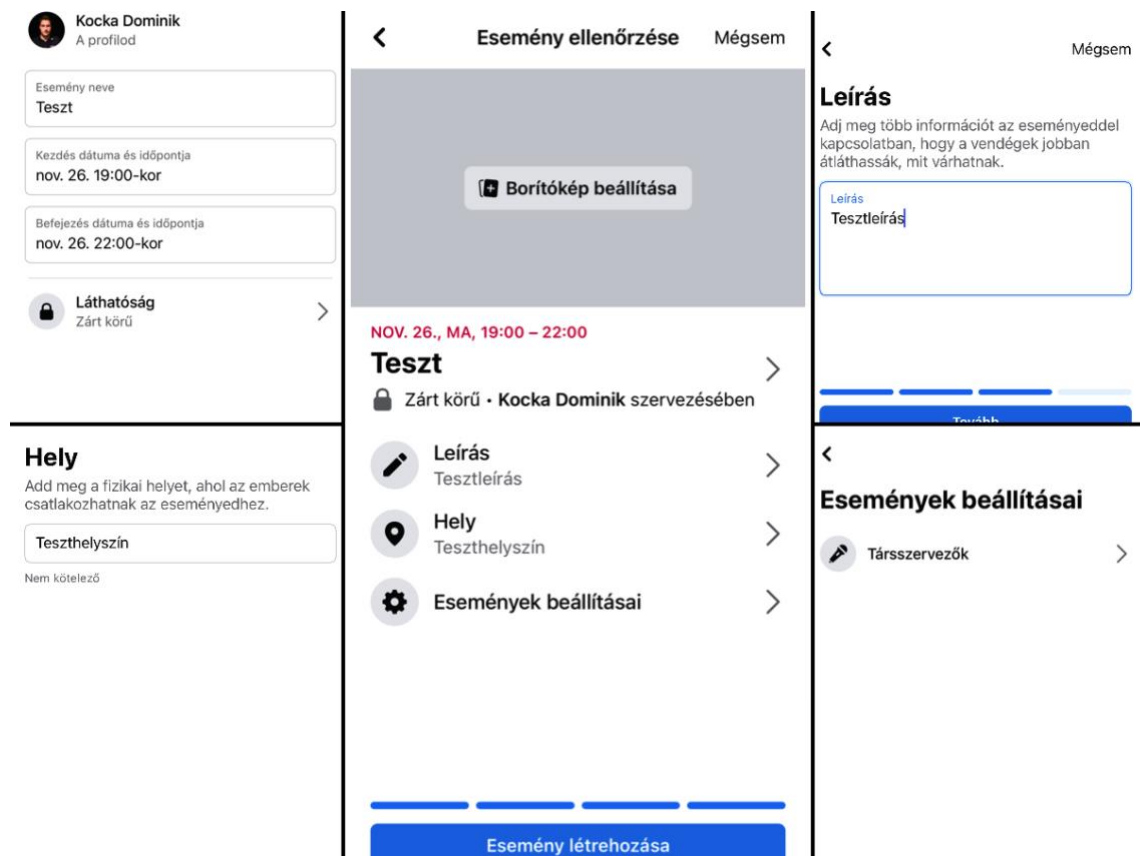 Kocka Dominik
A profilod
Esemény neve
Teszt
Kezdés dátuma és időpontja
nov. 26. 19:00-kor
Befejezés dátuma és időpontja
nov. 26. 22:00-kor
Láthatóság
Zárt körű
Hely
Add meg a fizikai helyet, ahol az emberek
csatlakozhatnak az eseményedhez.
Teszthelyszín
Nem kötelező
Esemény ellenőrzése Mégsem
Borítókép beállítása
NOV. 26., MA, 19:00 – 22:00
Teszt
Zárt körű • Kocka Dominik szervezésében
Leírás
Tesztleírás
Hely
Teszthelyszín
Események beállításai
Esemény létrehozása
Mégsem
Leírás
Adj meg több információt az eseményeddel
kapcsolatban, hogy a vendégek jobban
átláthassák, mit várhatnak.
Leírás
Tesztleírás
Tovább
Események beállításai
Társszervezők